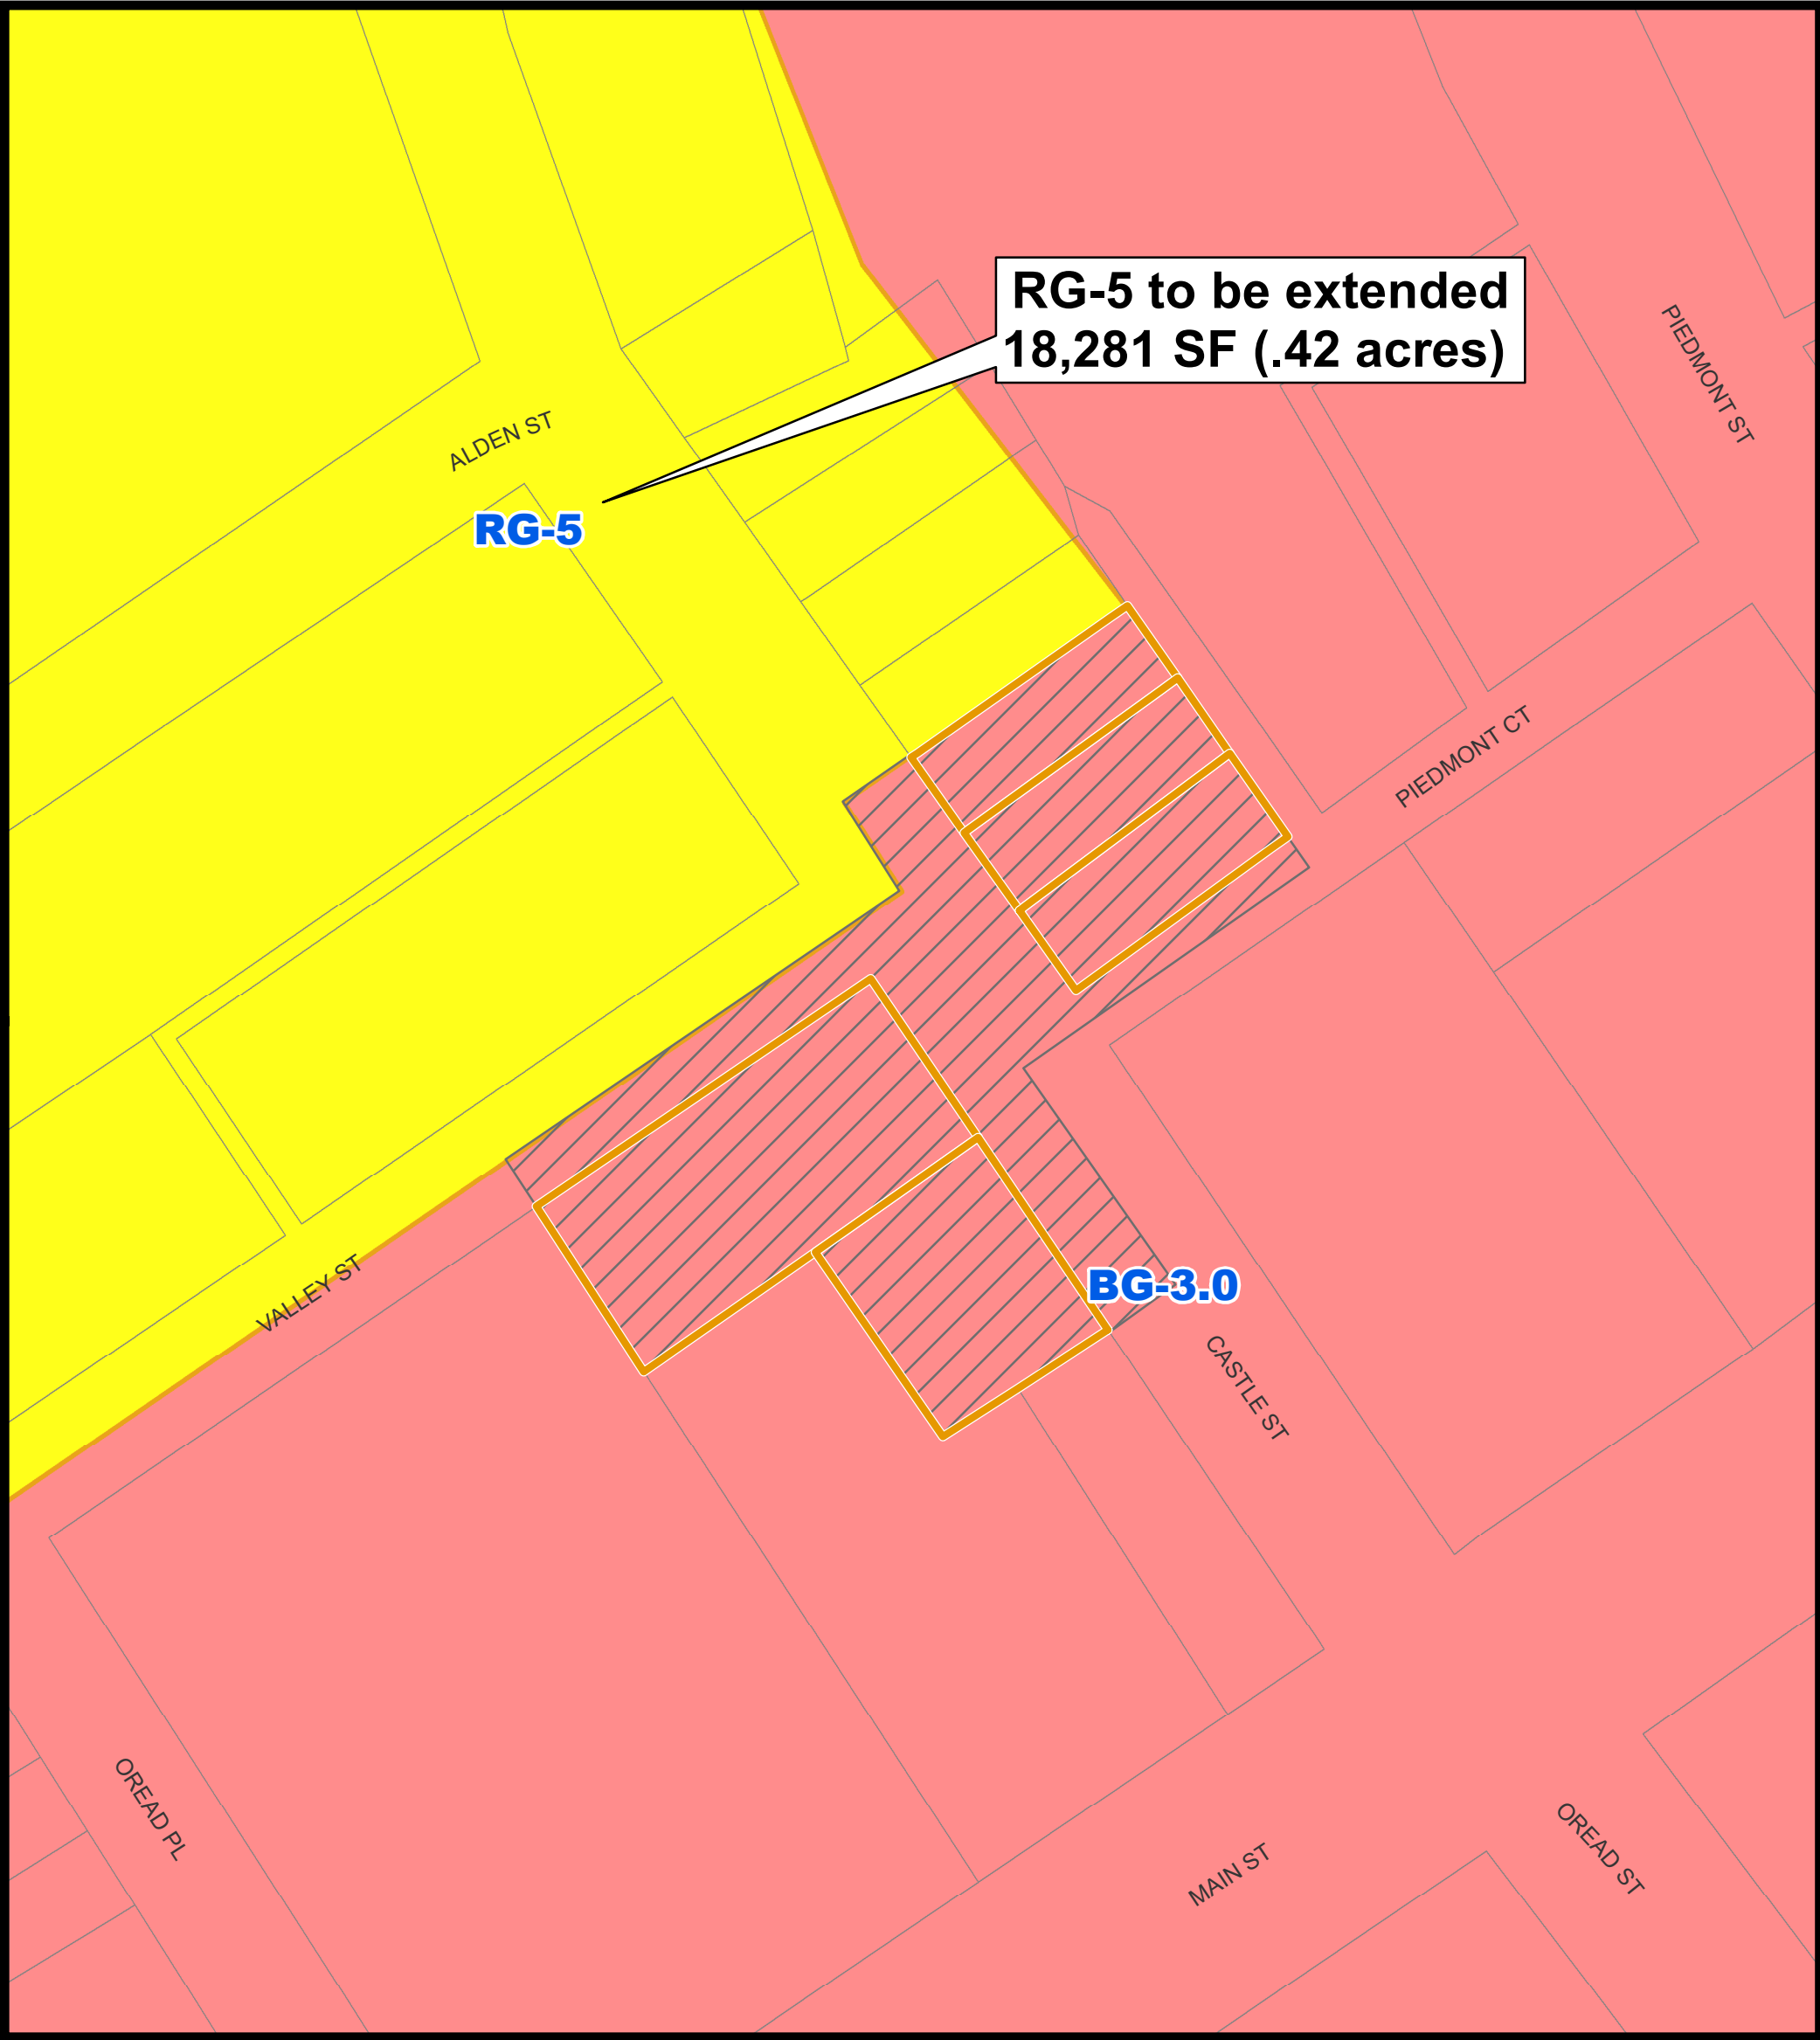 RG-5 to be extended
18,281 SF (.42 acres)
PIEDMONT ST
ALDEN ST
RG-5
PIEDMONT CT
VALLEY ST
BG-3.0
CASTLE ST
OREAD PL
MAIN ST
OREAD ST